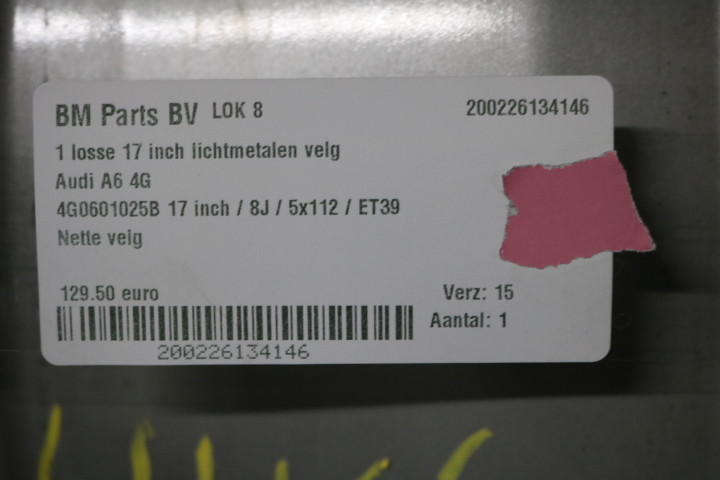 BM Parts BV LOK 8 200226134146
1 losse 17 inch lichtmetalen velg
Audi A6 4G
4G0601025B 17 inch / 8J / 5x112 / ET39
Nette velg
129.50 euro Verz: 15
Aantal: 1
200226134146